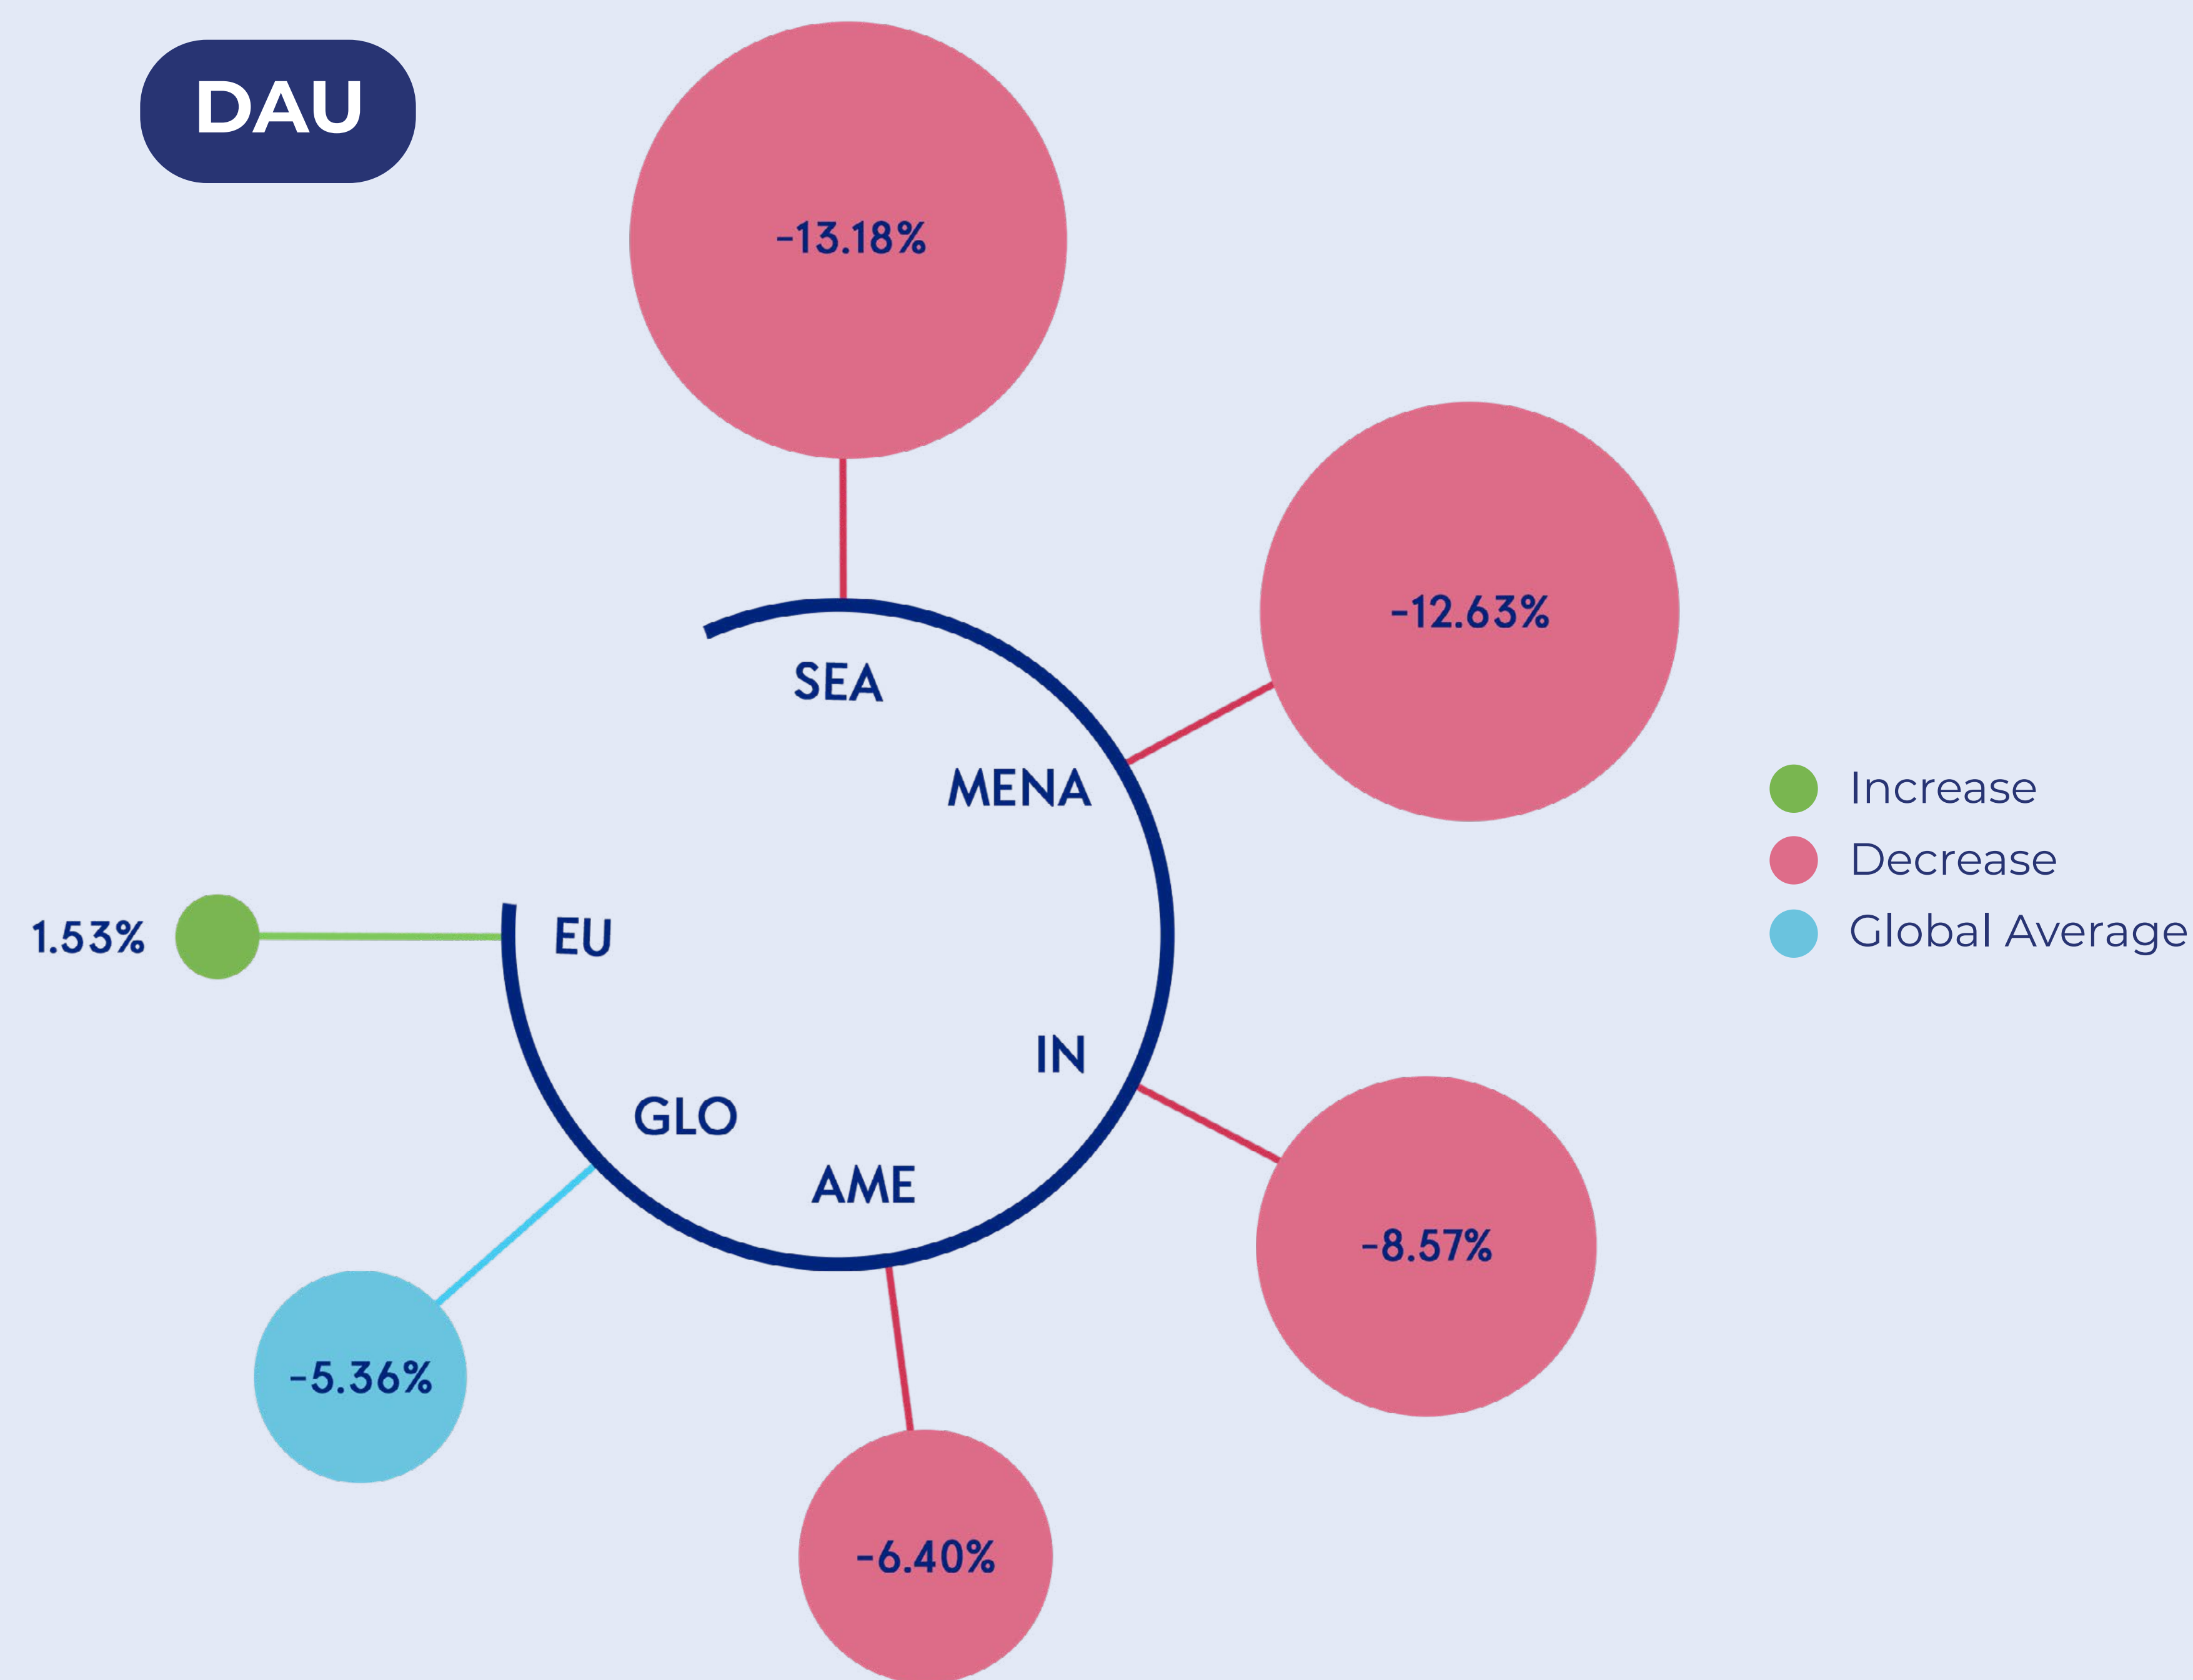 DAU
-13.18%
-12.63%
SEA
MENA
Increase
Decrease
Global Average
1.53%
EU
IN
GLO
AME
-8.57%
-5.36%
-6.40%